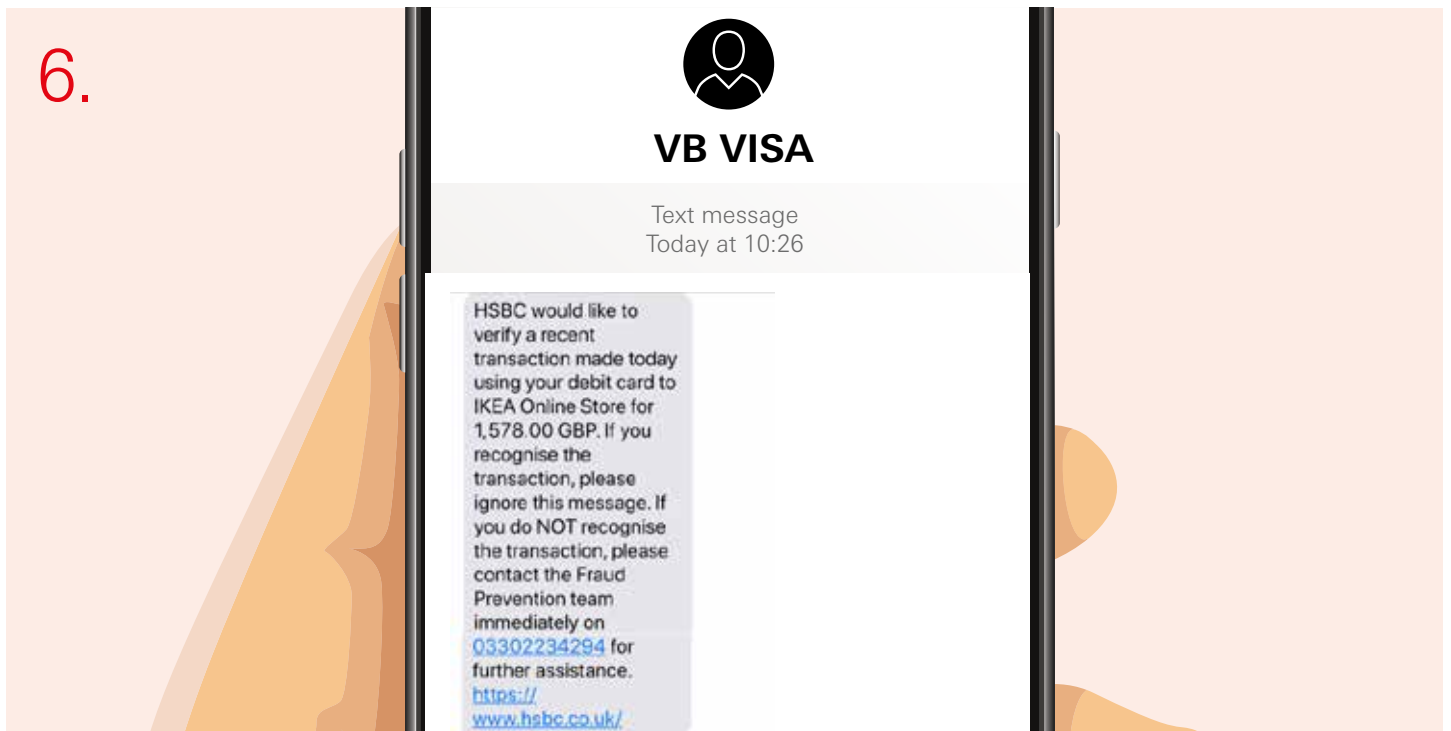 6.
VB VISA
Text message
Today at 10:26
HSBC would like to
verify a recent
transaction made today
using your debit card to
IKEA Online Store for
1,578.00 GBP. If you
recognise the
transaction, please
ignore this message. If
you do NOT recognise
the transaction, please
contact the Fraud
Prevention team
immediately on
03302234294 for
further assistance.
https://
www.hsbc.co.uk/